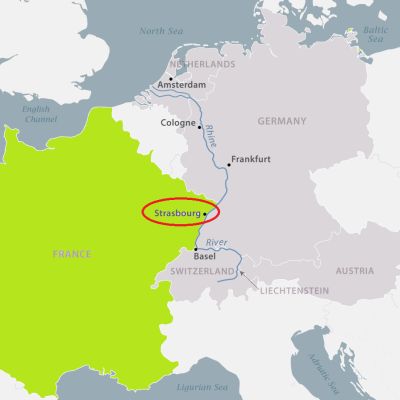 North Sea
Baltic
Sea
NETHERLANDS
Amsterdam
English
Channel
Cologne
Rhine
GERMANY
Frankfurt
Strasbourg
River
Basel
FRANCE
SWITZERLAND
AUSTRIA
LIECHTENSTEIN
Adriatic Sea
Ligurian Sea